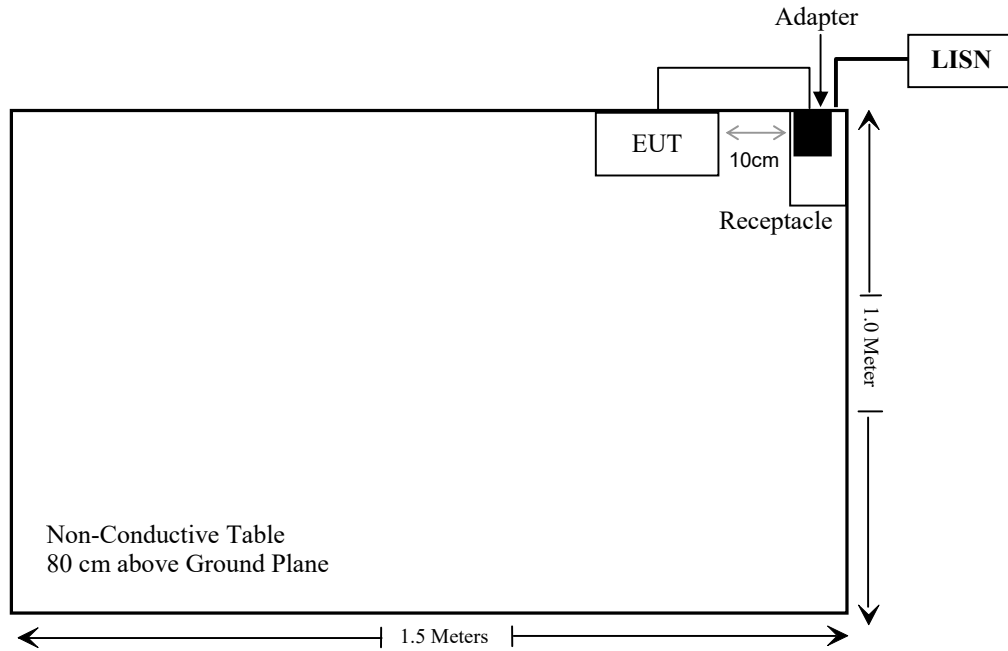 Adapter
LISN
EUT
10cm
Receptacle
1.0 Meter
Non-Conductive Table
80 cm above Ground Plane
1.5 Meters